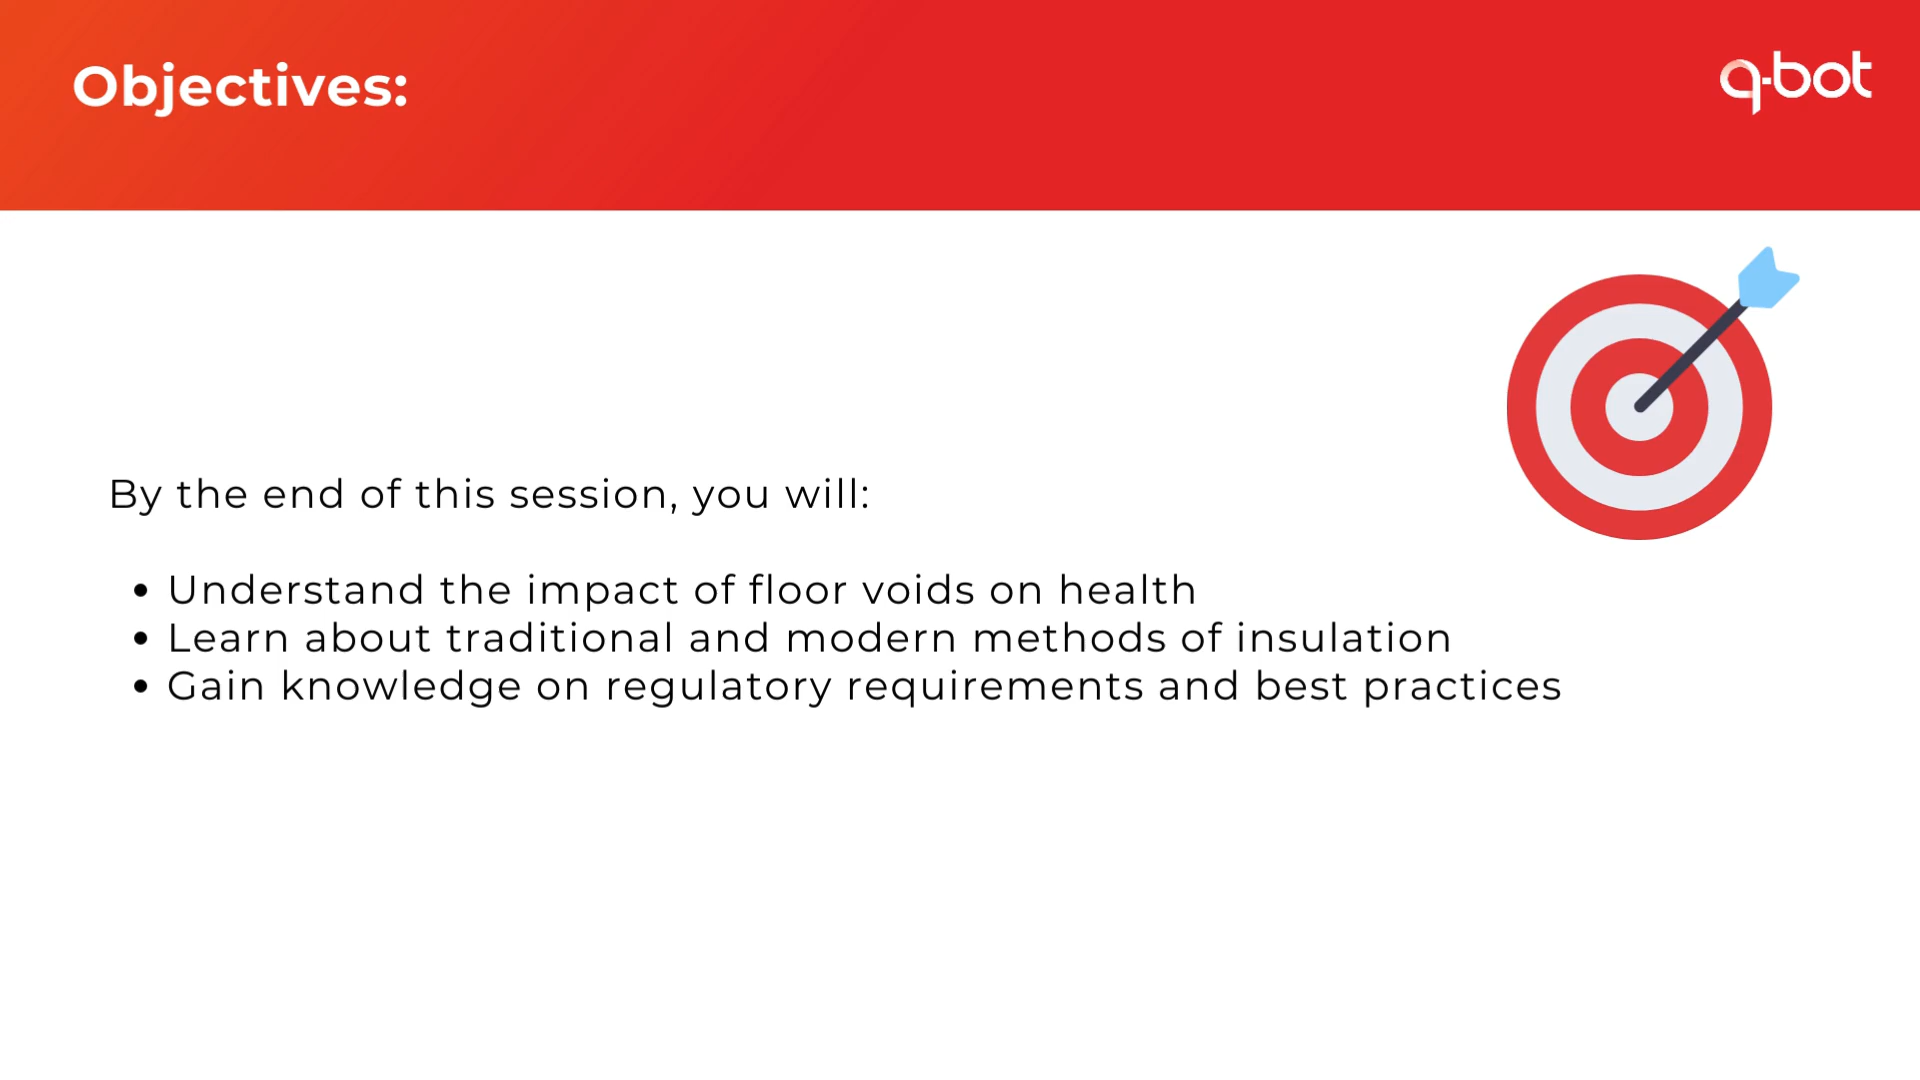 Objectives:
q-bot
By the end of this session, you will:
• Understand the impact of floor voids on health
• Learn about traditional and modern methods of insulation
• Gain knowledge on regulatory requirements and best practices